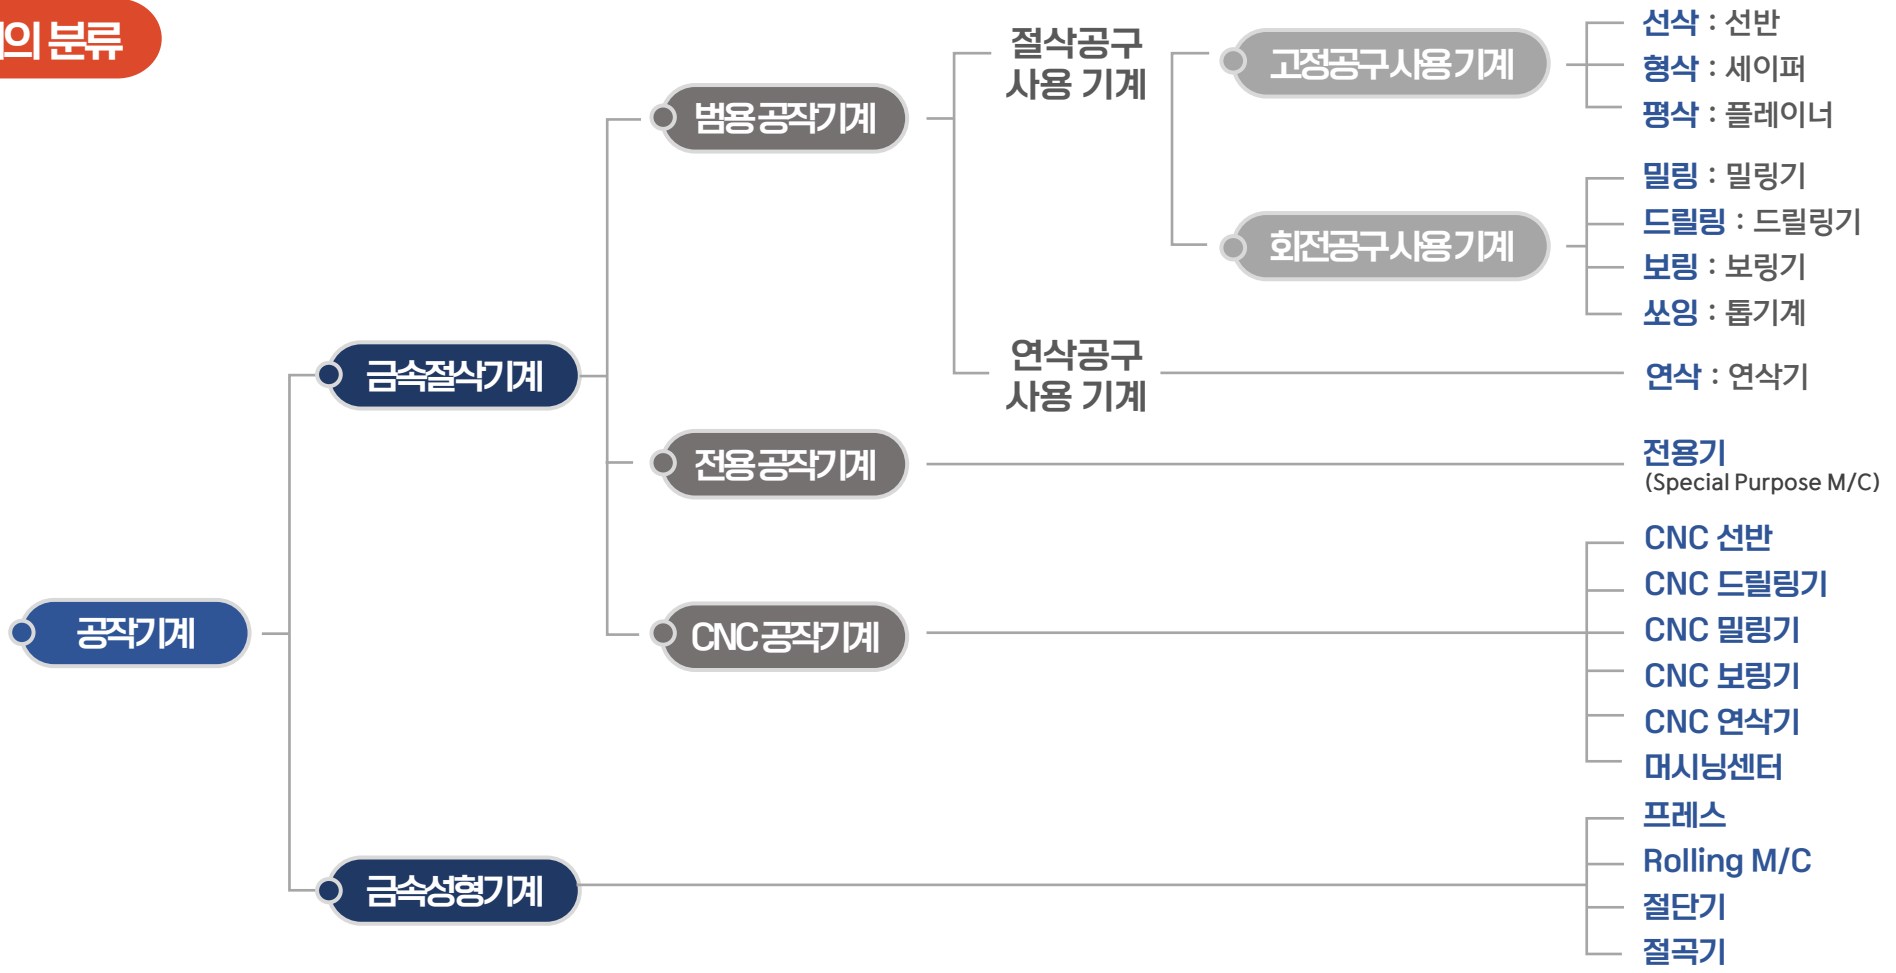 의 분류
절삭공구
사용 기계
고정공구 사용 기계
선삭 : 선반
형삭 : 세이퍼
평삭 : 플레이너
범용 공작기계
회전공구 사용 기계
밀링 : 밀링기
드릴링 : 드릴링기
보링 : 보링기
쏘잉 : 톱기계
연삭공구
사용 기계
연삭 : 연삭기
금속절삭기계
전용 공작기계
전용기
(Special Purpose M/C)
공작기계
CNC 공작기계
CNC 선반
CNC 드릴링기
CNC 밀링기
CNC 보링기
CNC 연삭기
머시닝센터
금속성형기계
프레스
Rolling M/C
절단기
절곡기